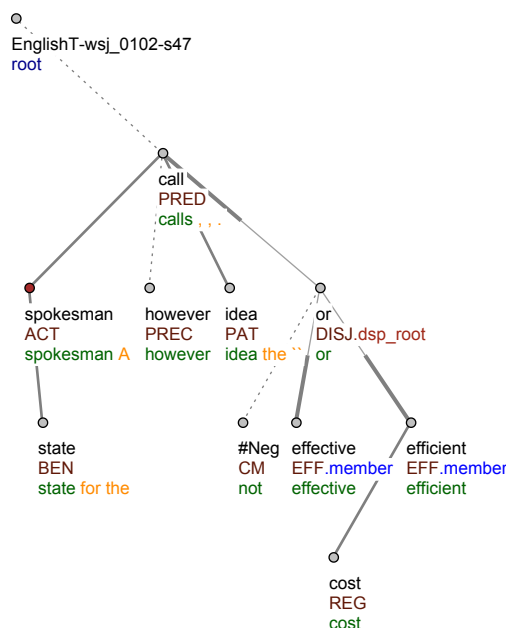 EnglishT-wsj_0102-s47
root
call
PRED
calls , , .
spokesman
ACT
spokesman A
however
PREC
however
idea
PAT
idea the ``
or
DISJ.dsp_root
or
state
BEN
state for the
#Neg
CM
not
effective
EFF.member
effective
efficient
EFF.member
efficient
cost
REG
cost